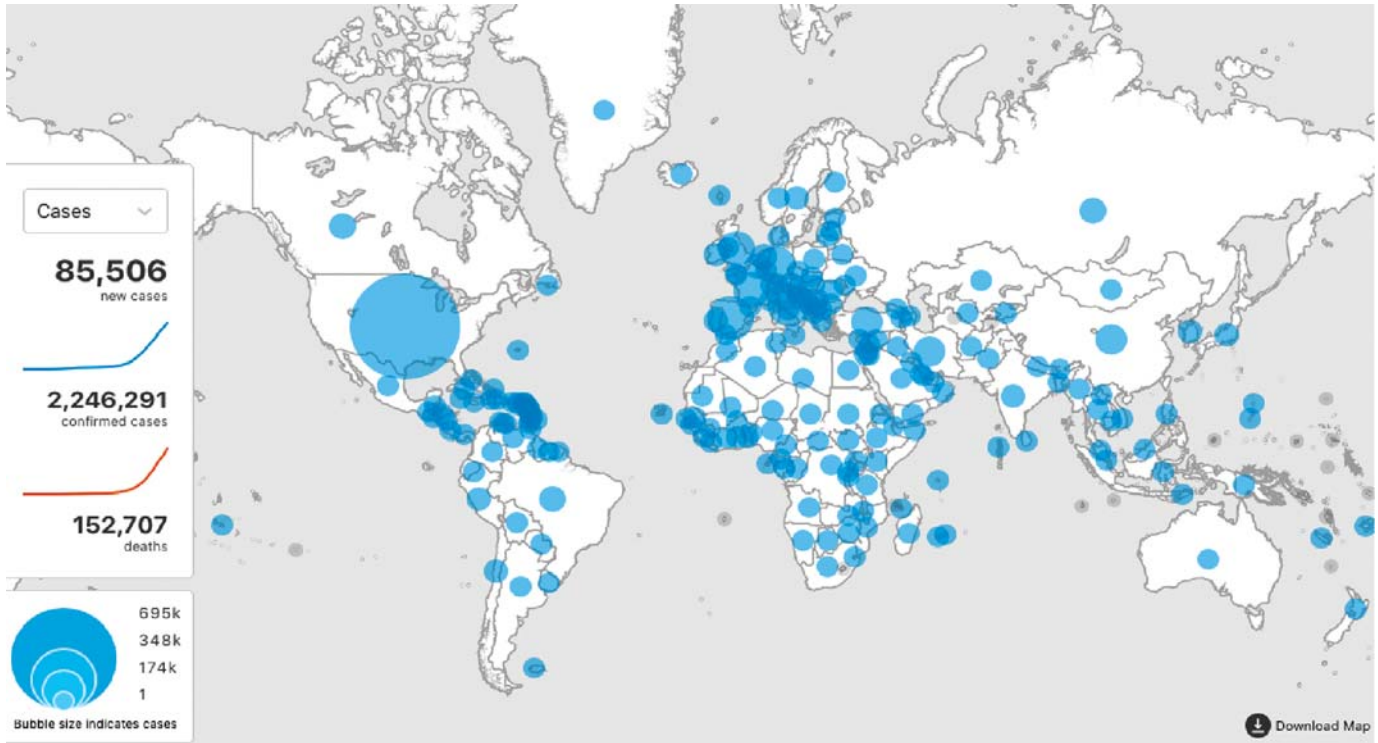 Cases
85,506
new cases
2,246,291
confirmed cases
152,707
deaths
695k
348k
174k
1
Bubble size indicates cases
Download Map